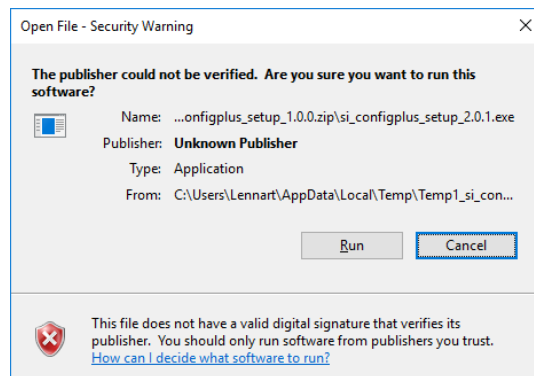 Open File - Security Warning
The publisher could not be verified. Are you sure you want to run this
software?
Name: ...onfigplus_setup_1.0.0.zip\si_configplus_setup_2.0.1.exe
Publisher: Unknown Publisher
Type: Application
From: C:\Users\Lennart\AppData\Local\Temp\Temp1_si_con...
Run Cancel
This file does not have a valid digital signature that verifies its
publisher. You should only run software from publishers you trust.
How can I decide what software to run?